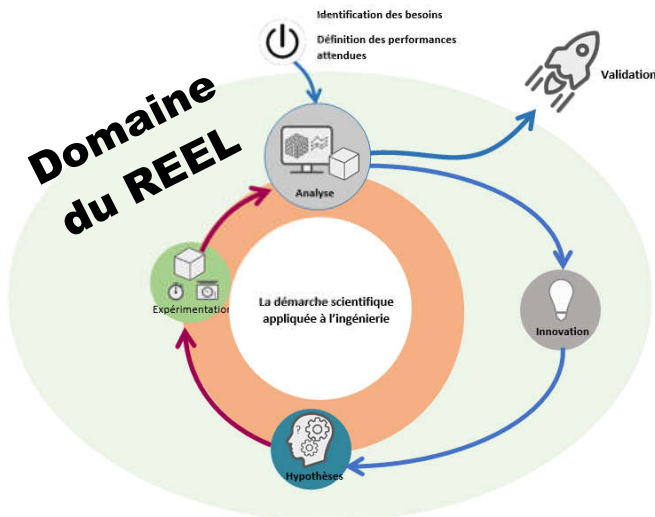 Identification des besoins
Définition des performances
attendues
Validation
Domaine
du REEL
Analyse
Expérimentation
La démarche scientifique
appliquée à l'ingénierie
Innovation
?
Hypothèses